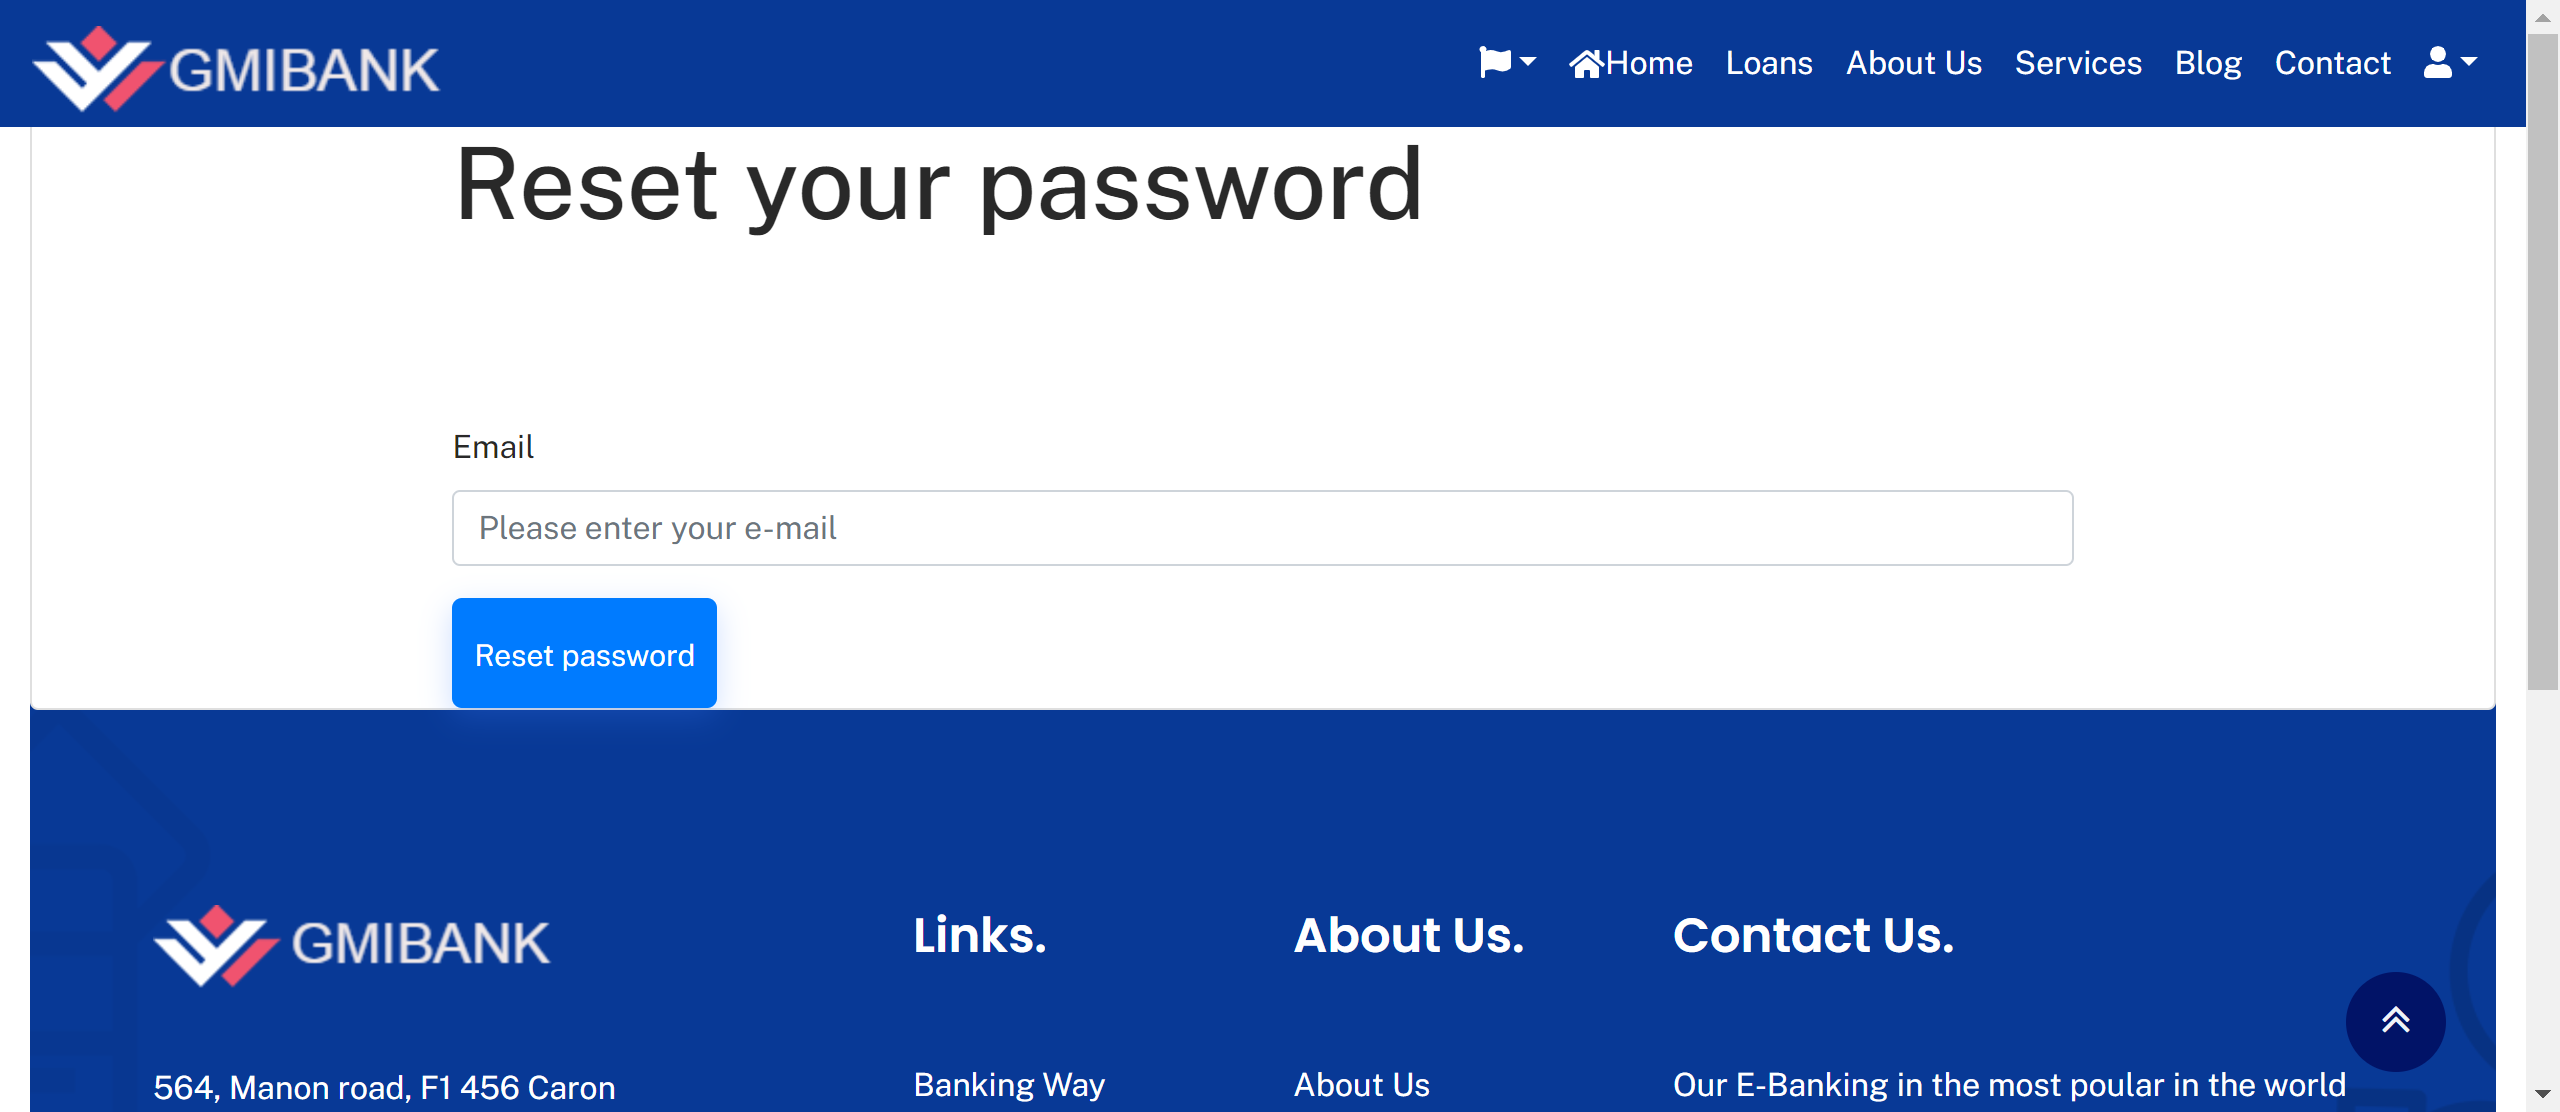 GMIBANK
Home Loans About Us Services Blog Contact
Reset your password
Email
Please enter your e-mail
Reset password
GMIBANK
564, Manon road, F1 456 Caron
Links.
Banking Way
About Us.
About Us
Contact Us.
Our E-Banking in the most poular in the world